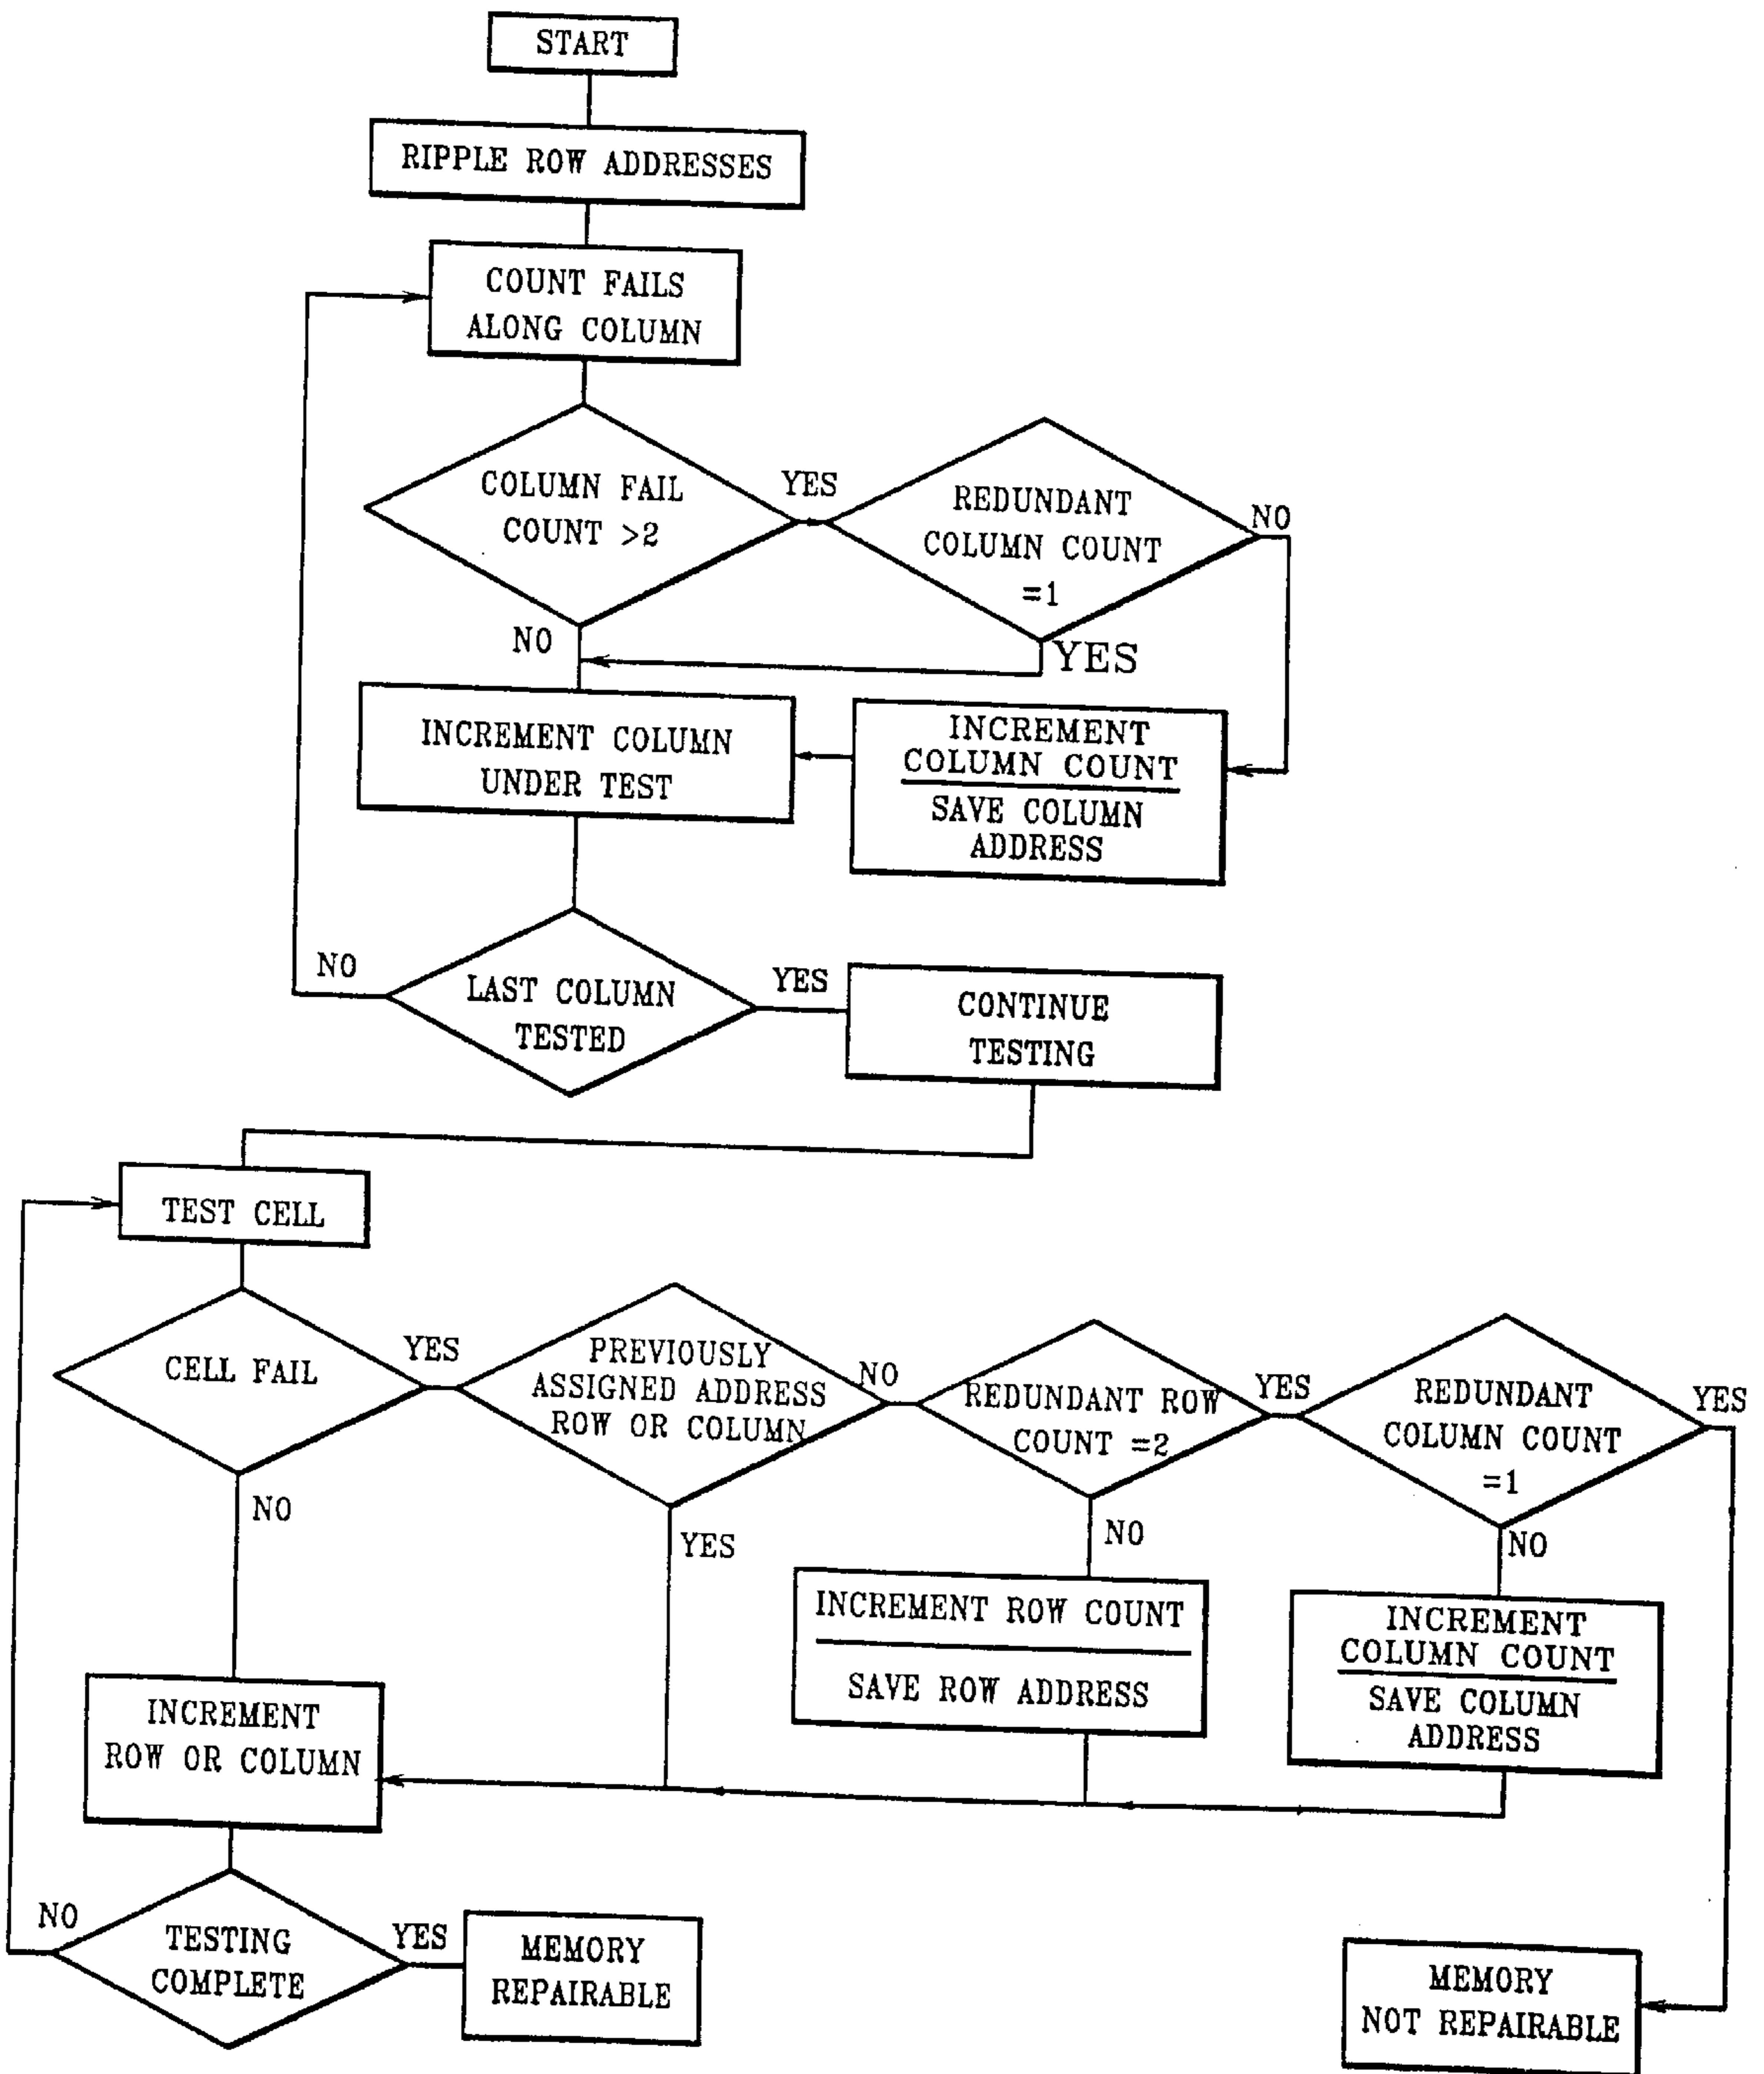 START
RIPPLE ROW ADDRESSES
COUNT FAILS
ALONG COLUMN
COLUMN FAIL
COUNT >2
YES
REDUNDANT
COLUMN COUNT
=1
NO
NO
YES
INCREMENT COLUMN
UNDER TEST
INCREMENT
COLUMN COUNT
SAVE COLUMN
ADDRESS
NO
LAST COLUMN
TESTED
YES
CONTINUE
TESTING
TEST CELL
CELL FAIL
YES
PREVIOUSLY
ASSIGNED ADDRESS
ROW OR COLUMN
NO
REDUNDANT ROW
COUNT =2
YES
REDUNDANT
COLUMN COUNT
=1
YES
NO
YES
NO
NO
INCREMENT ROW COUNT
SAVE ROW ADDRESS
INCREMENT
COLUMN COUNT
SAVE COLUMN
ADDRESS
INCREMENT
ROW OR COLUMN
NO
TESTING
COMPLETE
YES
MEMORY
REPAIRABLE
MEMORY
NOT REPAIRABLE